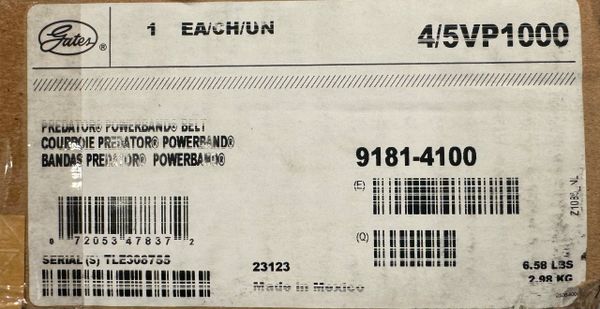 Gates ®
1 EA/CH/UN
4/5VP1000
PREDATOR® POWERBAND® BELT
COURROIE PREDATOR® POWERBAND®
BANDAS PREDATOR® POWERBAND®
9181-4100
(E)
(Q)
Z1086_NL
0 72053 47837 2
SERIAL (S) TLE308755
23123
Made in Mexico
6.58 LBS
2.98 KG